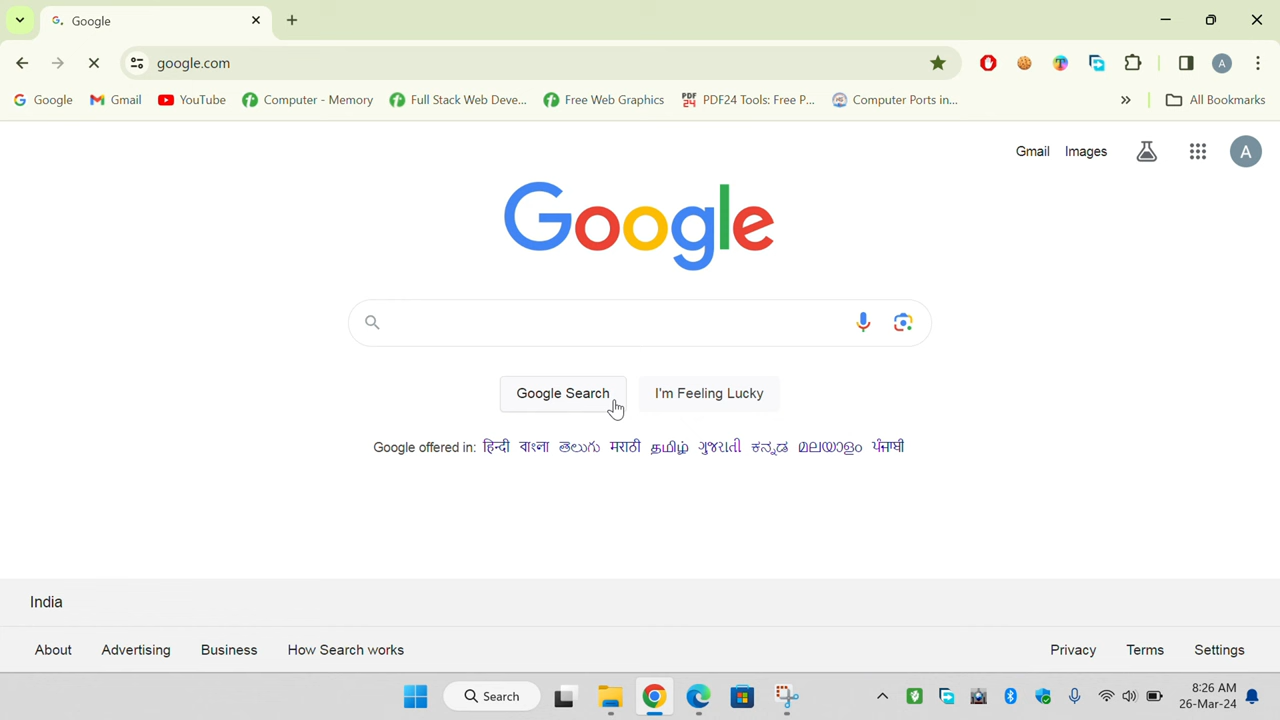 Google
google.com
Google Gmail YouTube Computer - Memory Full Stack Web Deve... Free Web Graphics PDF24 Tools: Free P... Computer Ports in... » All Bookmarks
Gmail Images A
Google
Google Search I'm Feeling Lucky
Google offered in: हिन्दी বাংলা తెలుగు मराठी தமிழ் ગુજરાતી ಕನ್ನಡ മലയാളം ਪੰਜਾਬੀ
India
About Advertising Business How Search works Privacy Terms Settings
Search 8:26 AM
26-Mar-24